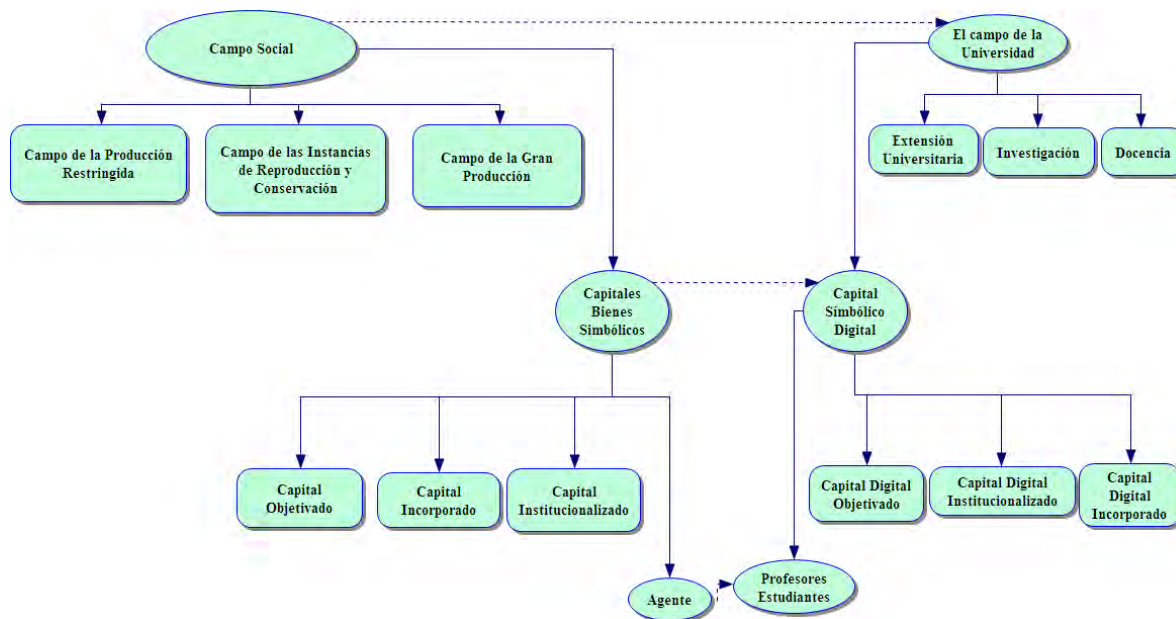 Campo Social
El campo de la
Universidad
Campo de la Producción
Restringida
Campo de las Instancias
de Reproducción y
Conservación
Campo de la Gran
Producción
Extensión
Universitaria
Investigación
Docencia
Capitales
Bienes
Simbólicos
Capital
Símbólico
Digital
Capital
Objetivado
Capital
Incorporado
Capital
Institucionalizado
Capital Digital
Objetivado
Capital Digital
Institucionalizado
Capital
Digital
Incorporado
Agente
Profesores
Estudiantes